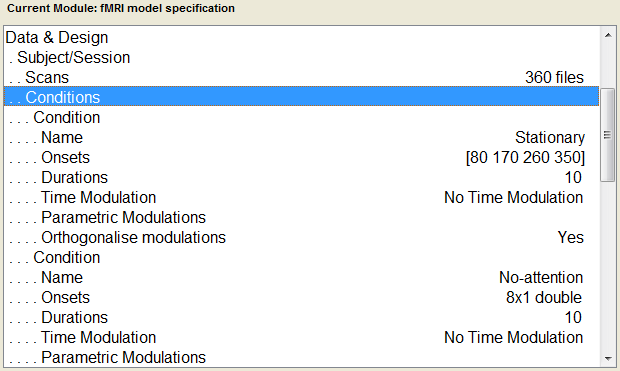 Current Module: fMRI model specification
Data & Design
. Subject/Session
. . Scans 360 files
. . Conditions
. . . Condition
. . . . Name Stationary
. . . . Onsets [80 170 260 350]
. . . . Durations 10
. . . . Time Modulation No Time Modulation
. . . . Parametric Modulations
. . . . Orthogonalise modulations Yes
. . . Condition
. . . . Name No-attention
. . . . Onsets 8x1 double
. . . . Durations 10
. . . . Time Modulation No Time Modulation
. . . . Parametric Modulations